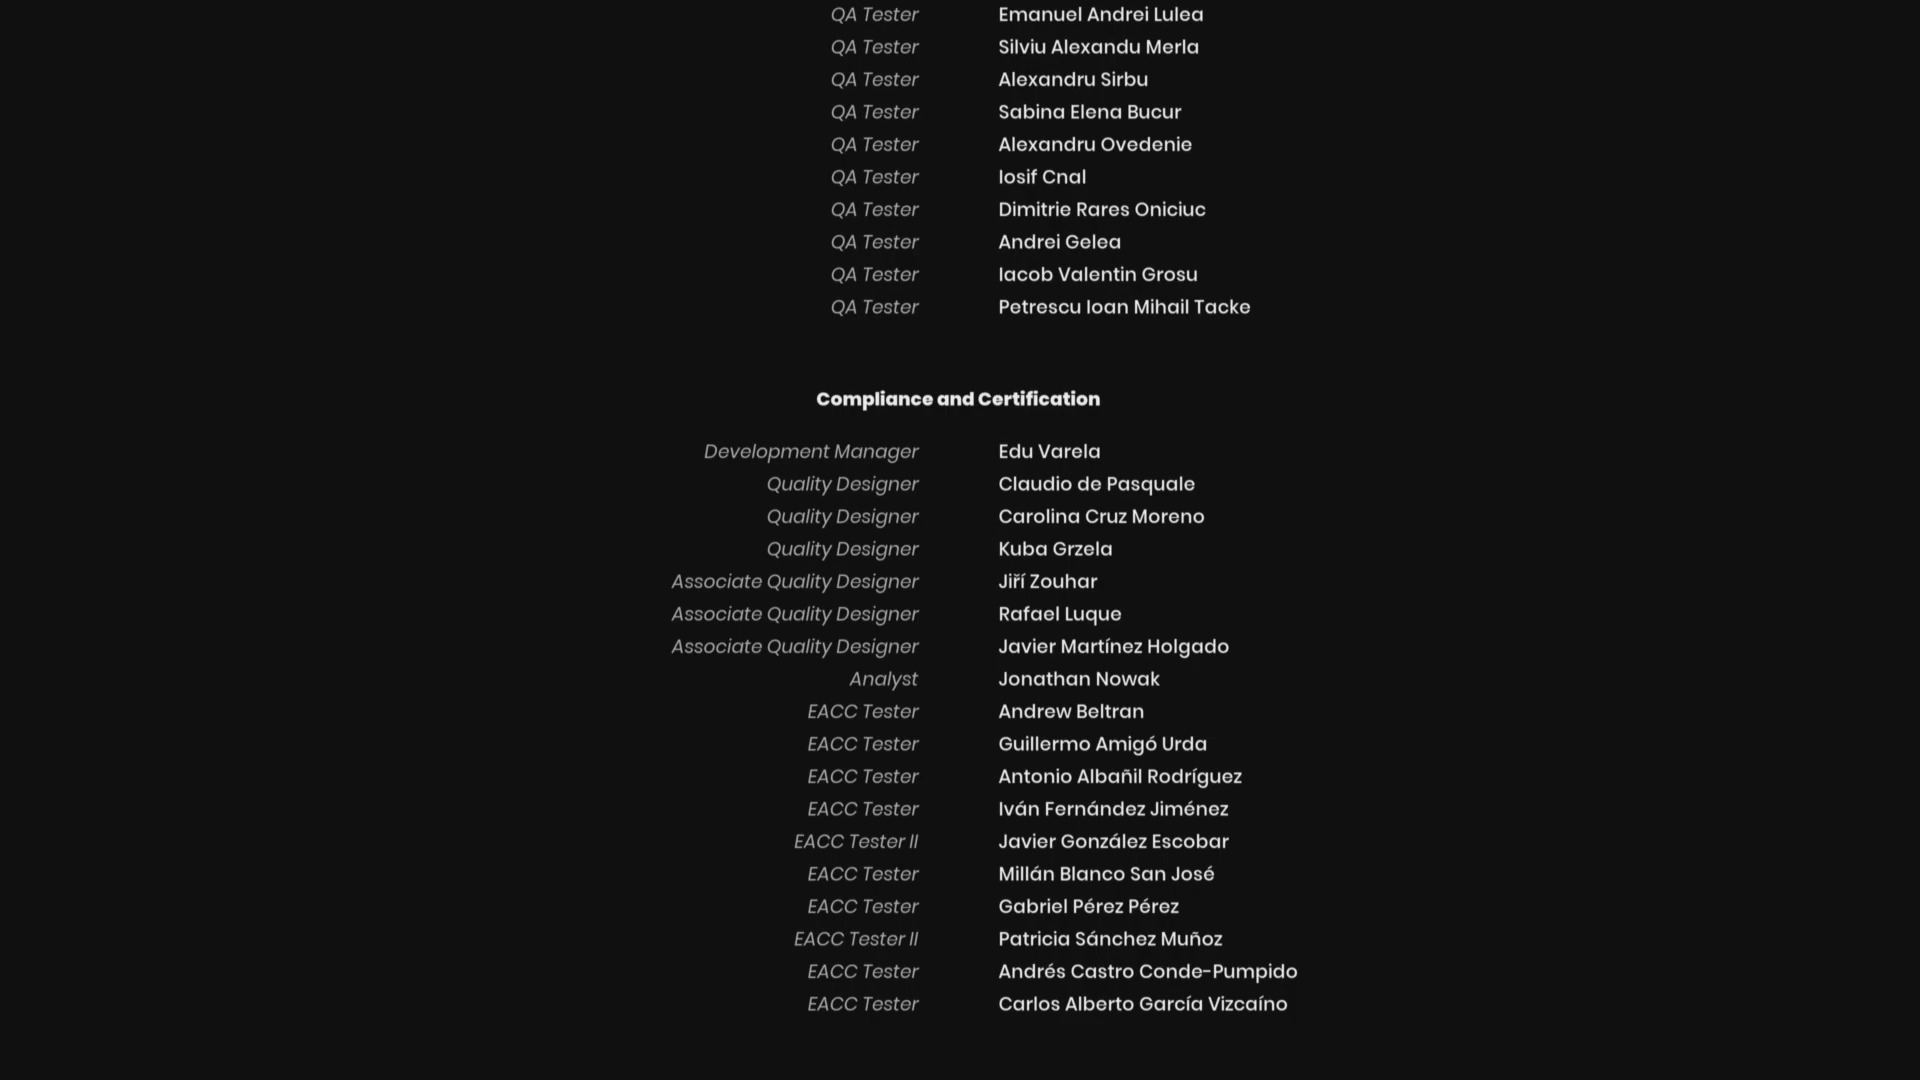 QA Tester Emanuel Andrei Lulea
QA Tester Silviu Alexandu Merla
QA Tester Alexandru Sirbu
QA Tester Sabina Elena Bucur
QA Tester Alexandru Ovedenie
QA Tester Iosif Cnal
QA Tester Dimitrie Rares Oniciuc
QA Tester Andrei Gelea
QA Tester Iacob Valentin Grosu
QA Tester Petrescu Ioan Mihail Tacke
Compliance and Certification
Development Manager Edu Varela
Quality Designer Claudio de Pasquale
Quality Designer Carolina Cruz Moreno
Quality Designer Kuba Grzela
Associate Quality Designer Jiří Zouhar
Associate Quality Designer Rafael Luque
Associate Quality Designer Javier Martínez Holgado
Analyst Jonathan Nowak
EACC Tester Andrew Beltran
EACC Tester Guillermo Amigó Urda
EACC Tester Antonio Albañil Rodríguez
EACC Tester Iván Fernández Jiménez
EACC Tester II Javier González Escobar
EACC Tester Millán Blanco San José
EACC Tester Gabriel Pérez Pérez
EACC Tester II Patricia Sánchez Muñoz
EACC Tester Andrés Castro Conde-Pumpido
EACC Tester Carlos Alberto García Vizcaíno